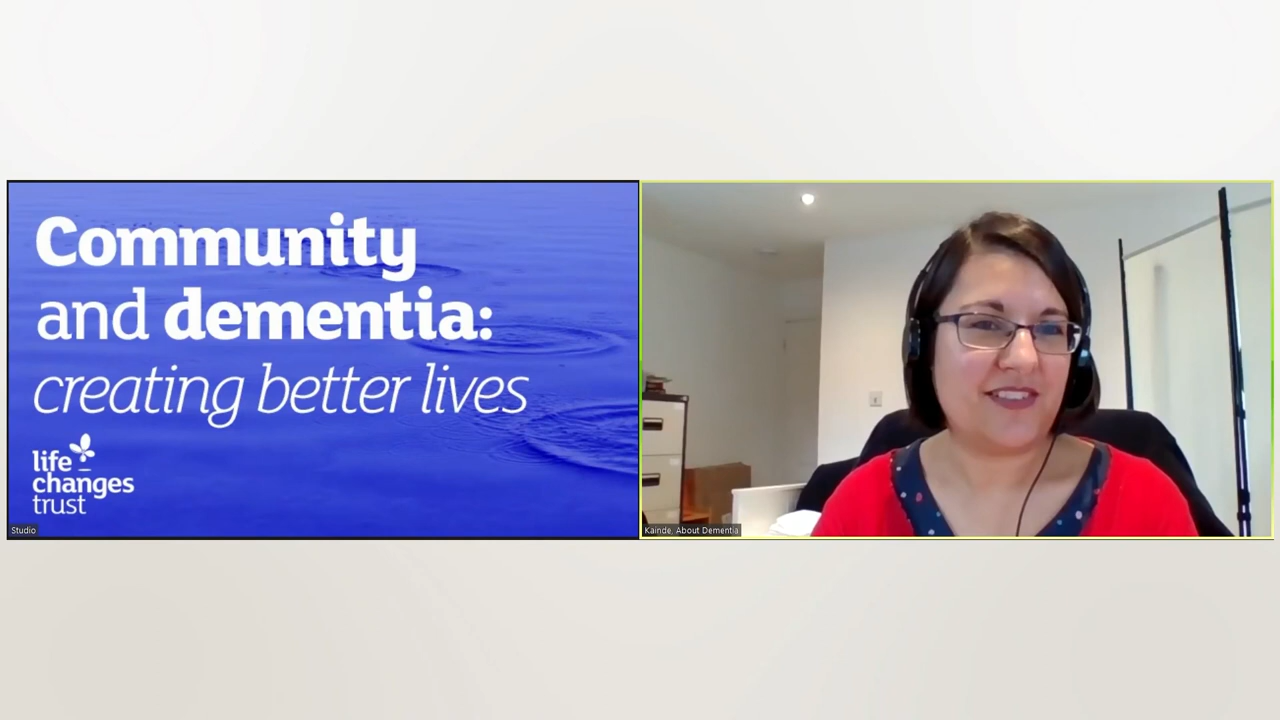 Community
and dementia:
creating better lives
life
changes
trust
Studio
Kainde, About Dementia